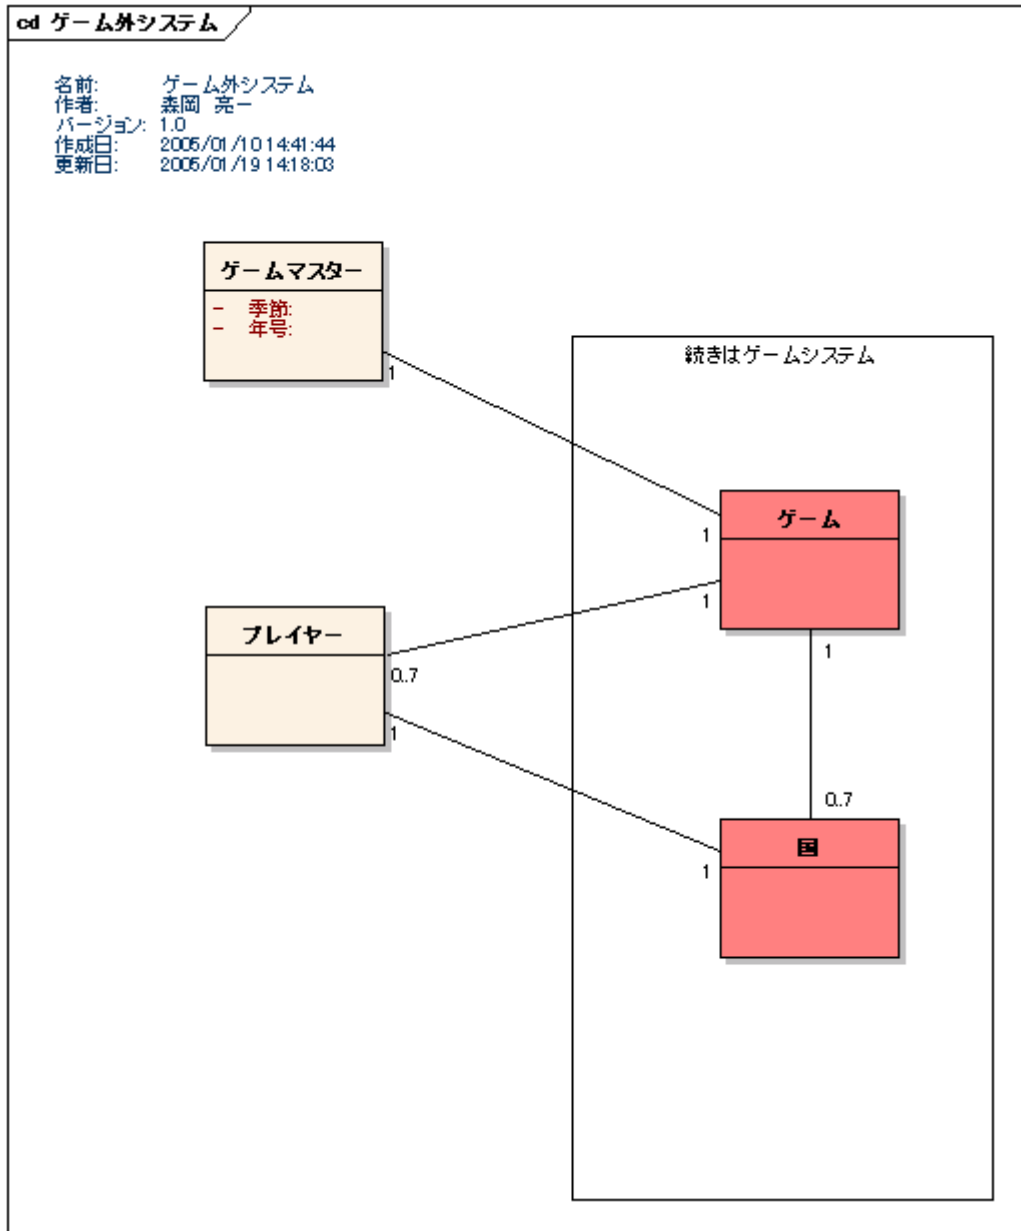 cd ゲーム外システム
名前: ゲーム外システム
作者: 森岡 亮一
バージョン: 1.0
作成日: 2005/01/10 14:41:44
更新日: 2005/01/19 14:18:03
ゲームマスター
- 季節:
- 年号:
1
続きはゲームシステム
ゲーム
1
1
1
プレイヤー
0..7
1
0..7
国
1